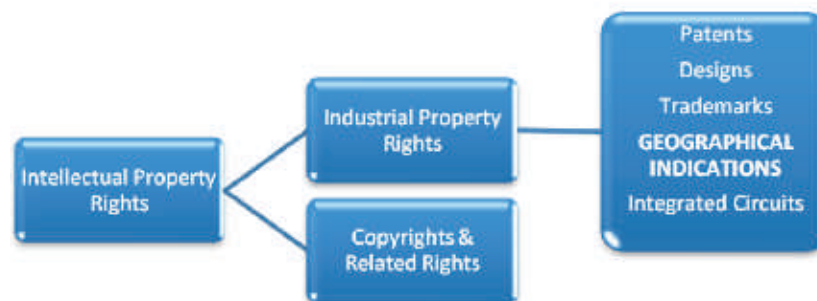 Intellectual Property
Rights
Industrial Property
Rights
Copyrights &
Related Rights
Patents
Designs
Trademarks
GEOGRAPHICAL
INDICATIONS
Integrated Circuits